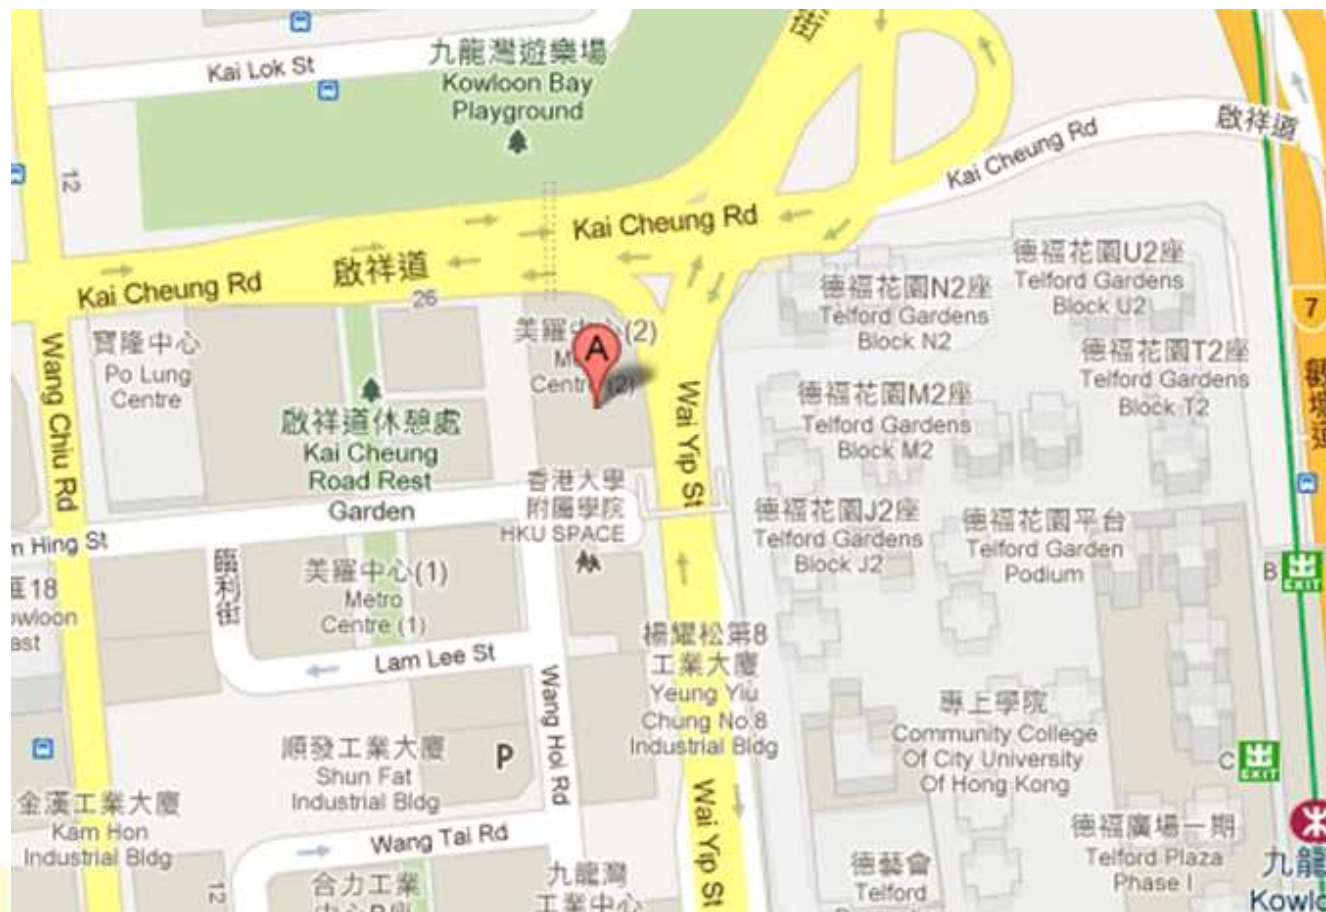 街
九龍灣遊樂場
Kowloon Bay
Playground
Kai Lok St
12
Kai Cheung Rd
啟祥道
Kai Cheung Rd
啟祥道
Kai Cheung Rd
26
德福花園U2座
Telford Gardens
Block U2
德福花園N2座
Telford Gardens
Block N2
7
美羅中心(2)
Centre (2)
A
寶隆中心
Po Lung
Centre
Wang Chiu Rd
德福花園T2座
Telford Gardens
Block T2
觀塘道
德福花園M2座
Telford Gardens
Block M2
Wai Yip St
啟祥道休憩處
Kai Cheung
Road Rest
Garden
香港大學
附屬學院
HKU SPACE
德福花園J2座
Telford Gardens
Block J2
德福花園平台
Telford Garden
Podium
Hing St
臨利街
美羅中心(1)
Metro
Centre (1)
B
出
EXIT
18
Lam Lee St
楊耀松第8
工業大廈
Yeung Yiu
Chung No.8
Industrial Bldg
Wang Hoi Rd
專上學院
Community College
Of City University
Of Hong Kong
順發工業大廈
Shun Fat
Industrial Bldg
P
C
出
EXIT
金漢工業大廈
Kam Hon
Industrial Bldg
Wang Tai Rd
Wai Yip St
德福廣場一期
Telford Plaza
Phase I
12
合力工業
九龍灣
工業中心
德藝會
Telford
九龍